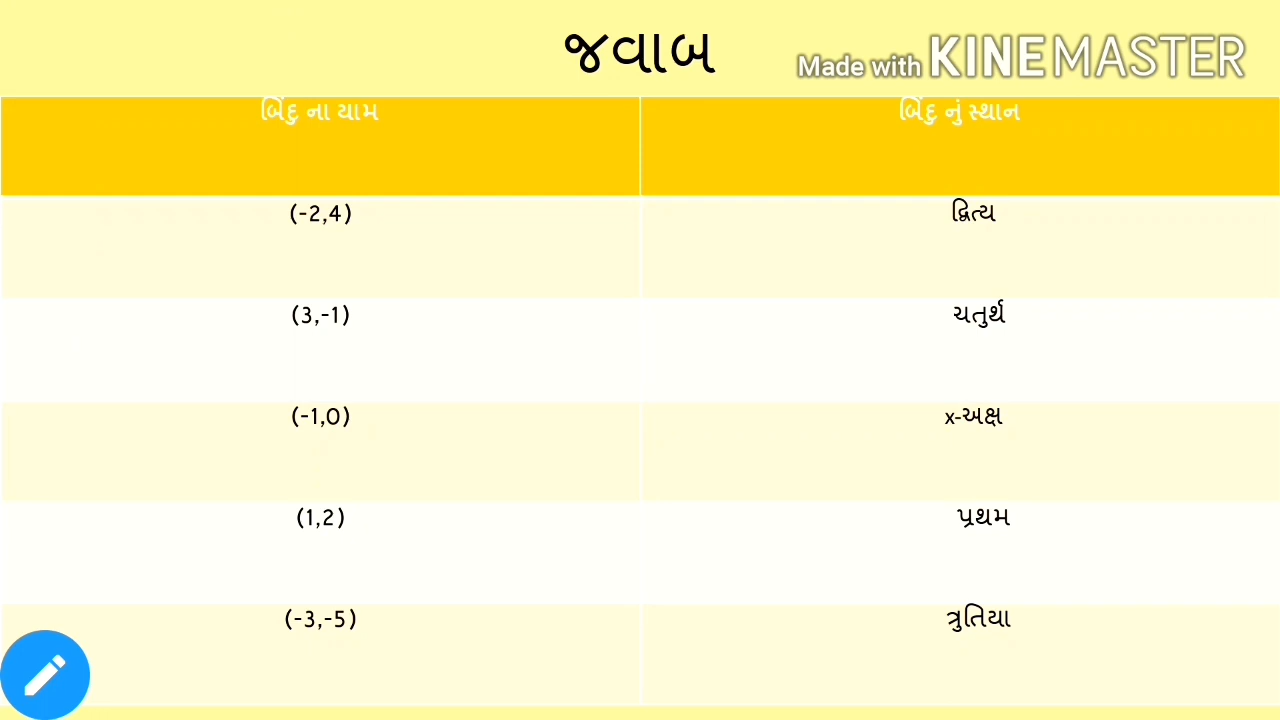 જવાબ
Made with KINEMASTER
બિંદુ ના યામ બિંદુ નું સ્થાન
(-2,4) દ્વિત્ય
(3,-1) ચતુર્થ
(-1,0) x-અક્ષ
(1,2) પ્રથમ
(-3,-5) ત્રુતિયા